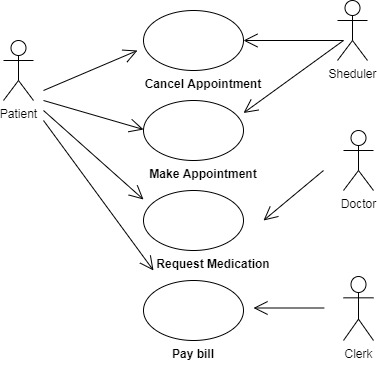 Cancel Appointment
Sheduler
Patient
Make Appointment
Doctor
Request Medication
Pay bill
Clerk